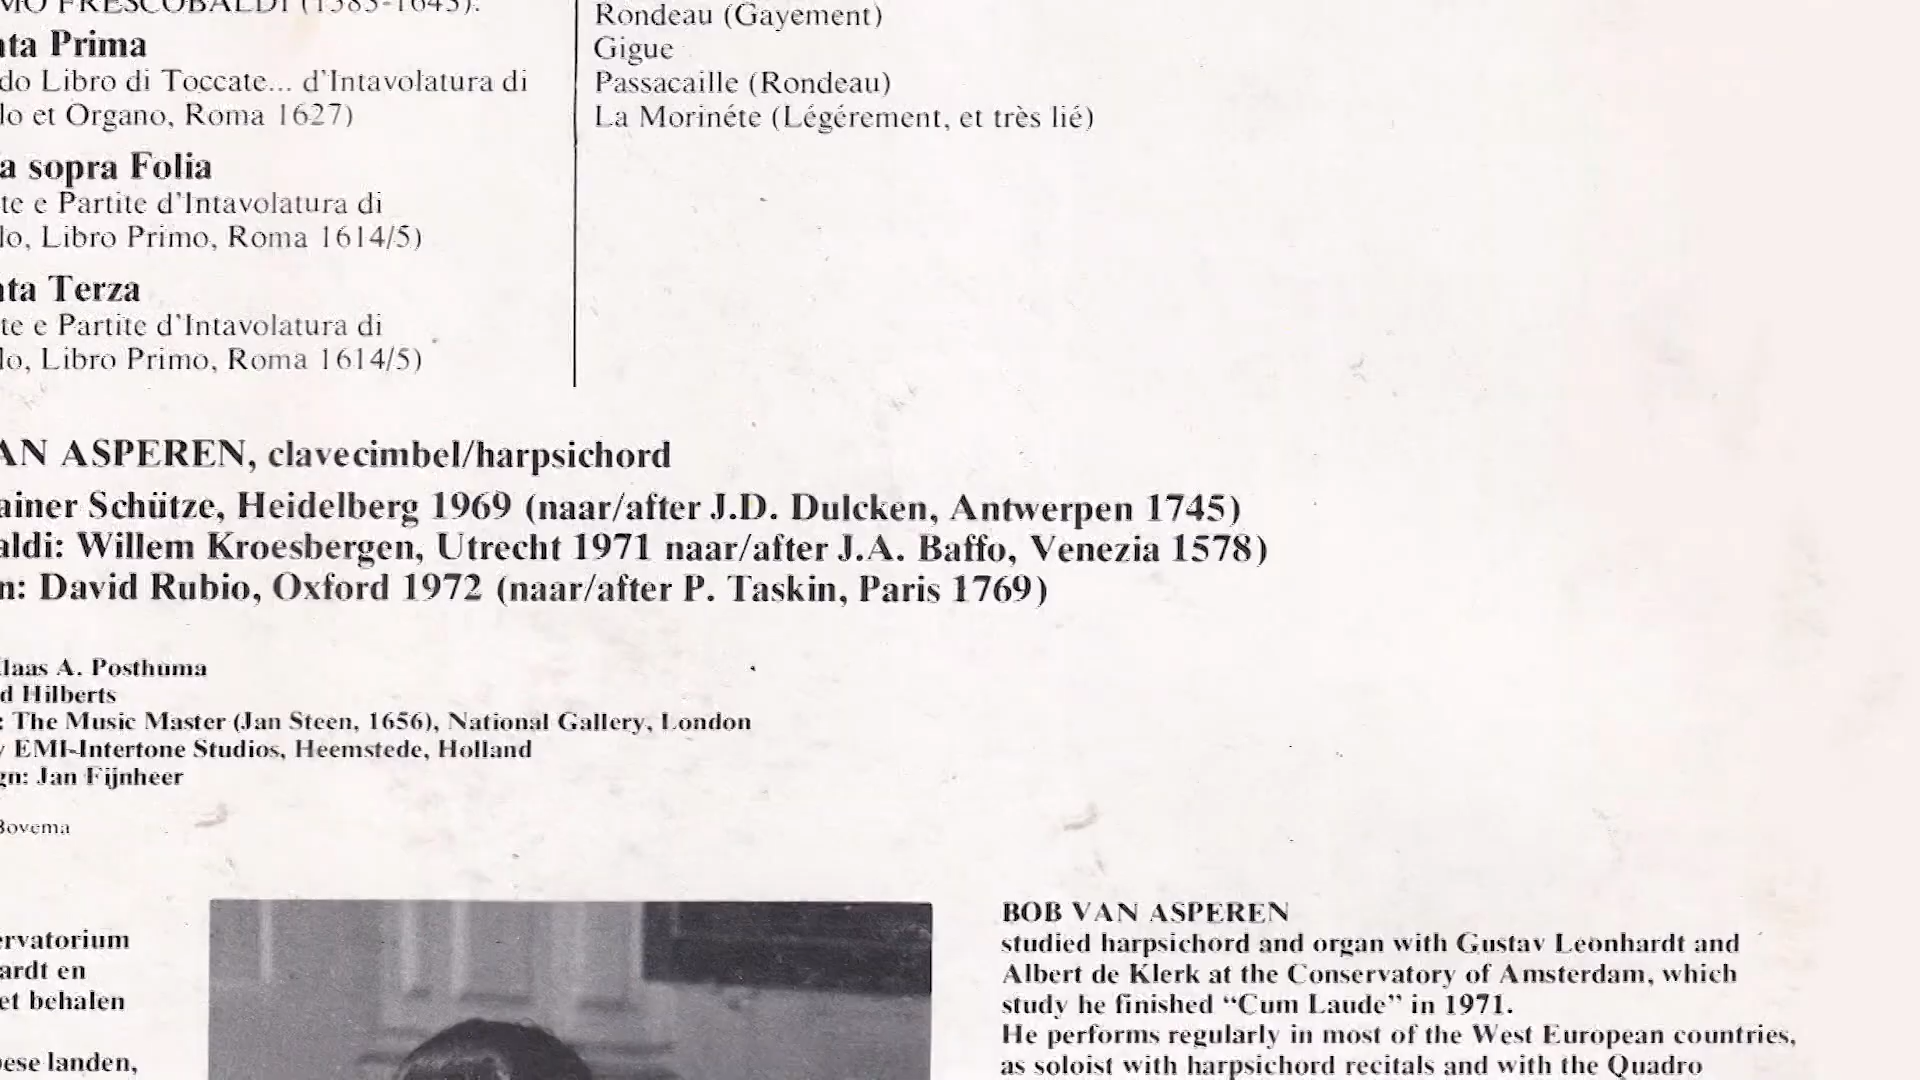 MO FRESCOBALDI (1583-1643):
ta Prima
do Libro di Toccate... d'Intavolatura di
lo et Organo, Roma 1627)
a sopra Folia
te e Partite d'Intavolatura di
lo, Libro Primo, Roma 1614/5)
ta Terza
te e Partite d'Intavolatura di
lo, Libro Primo, Roma 1614/5)
Rondeau (Gayement)
Gigue
Passacaille (Rondeau)
La Morinéte (Légérement, et très lié)
AN ASPEREN, clavecimbel/harpsichord
ainer Schütze, Heidelberg 1969 (naar/after J.D. Dulcken, Antwerpen 1745)
aldi: Willem Kroesbergen, Utrecht 1971 naar/after J.A. Baffo, Venezia 1578)
n: David Rubio, Oxford 1972 (naar/after P. Taskin, Paris 1769)
laas A. Posthuma
d Hilberts
: The Music Master (Jan Steen, 1656), National Gallery, London
y EMI-Intertone Studios, Heemstede, Holland
gn: Jan Fijnheer
Bovema
ervatorium
ardt en
et behalen
ese landen,
BOB VAN ASPEREN
studied harpsichord and organ with Gustav Leonhardt and
Albert de Klerk at the Conservatory of Amsterdam, which
study he finished “Cum Laude” in 1971.
He performs regularly in most of the West European countries,
as soloist with harpsichord recitals and with the Quadro